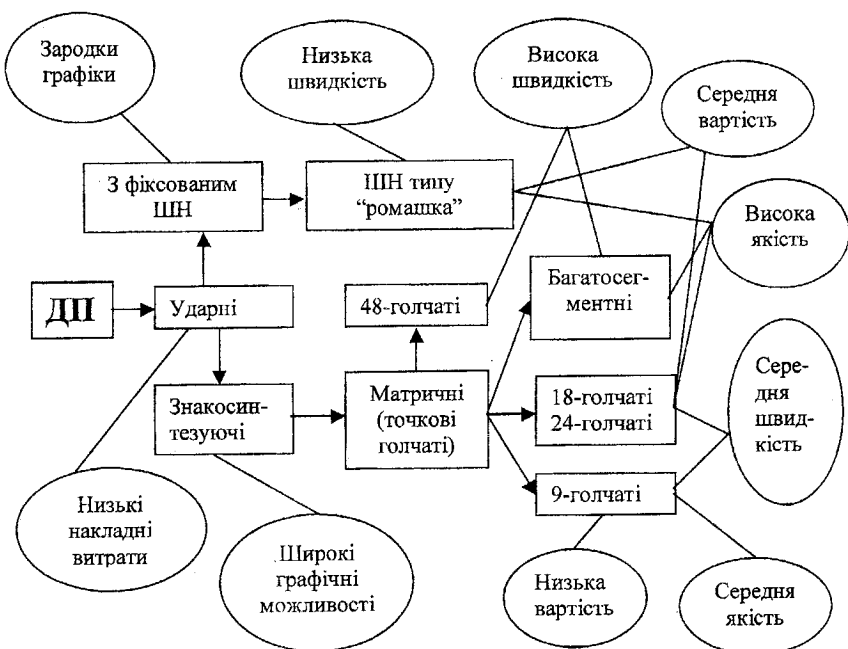 Зародки
графіки
Низька
швидкість
Висока
швидкість
Середня
вартість
З фіксованим
ШН
ШН типу
“ромашка”
Висока
якість
ДП
Ударні
48-голчаті
Багатосег-
ментні
Знакосин-
тезуючі
Матричні
(точкові
голчаті)
18-голчаті
24-голчаті
Сере-
дня
швид-
кість
9-голчаті
Низькі
накладні
витрати
Широкі
графічні
можливості
Низька
вартість
Середня
якість